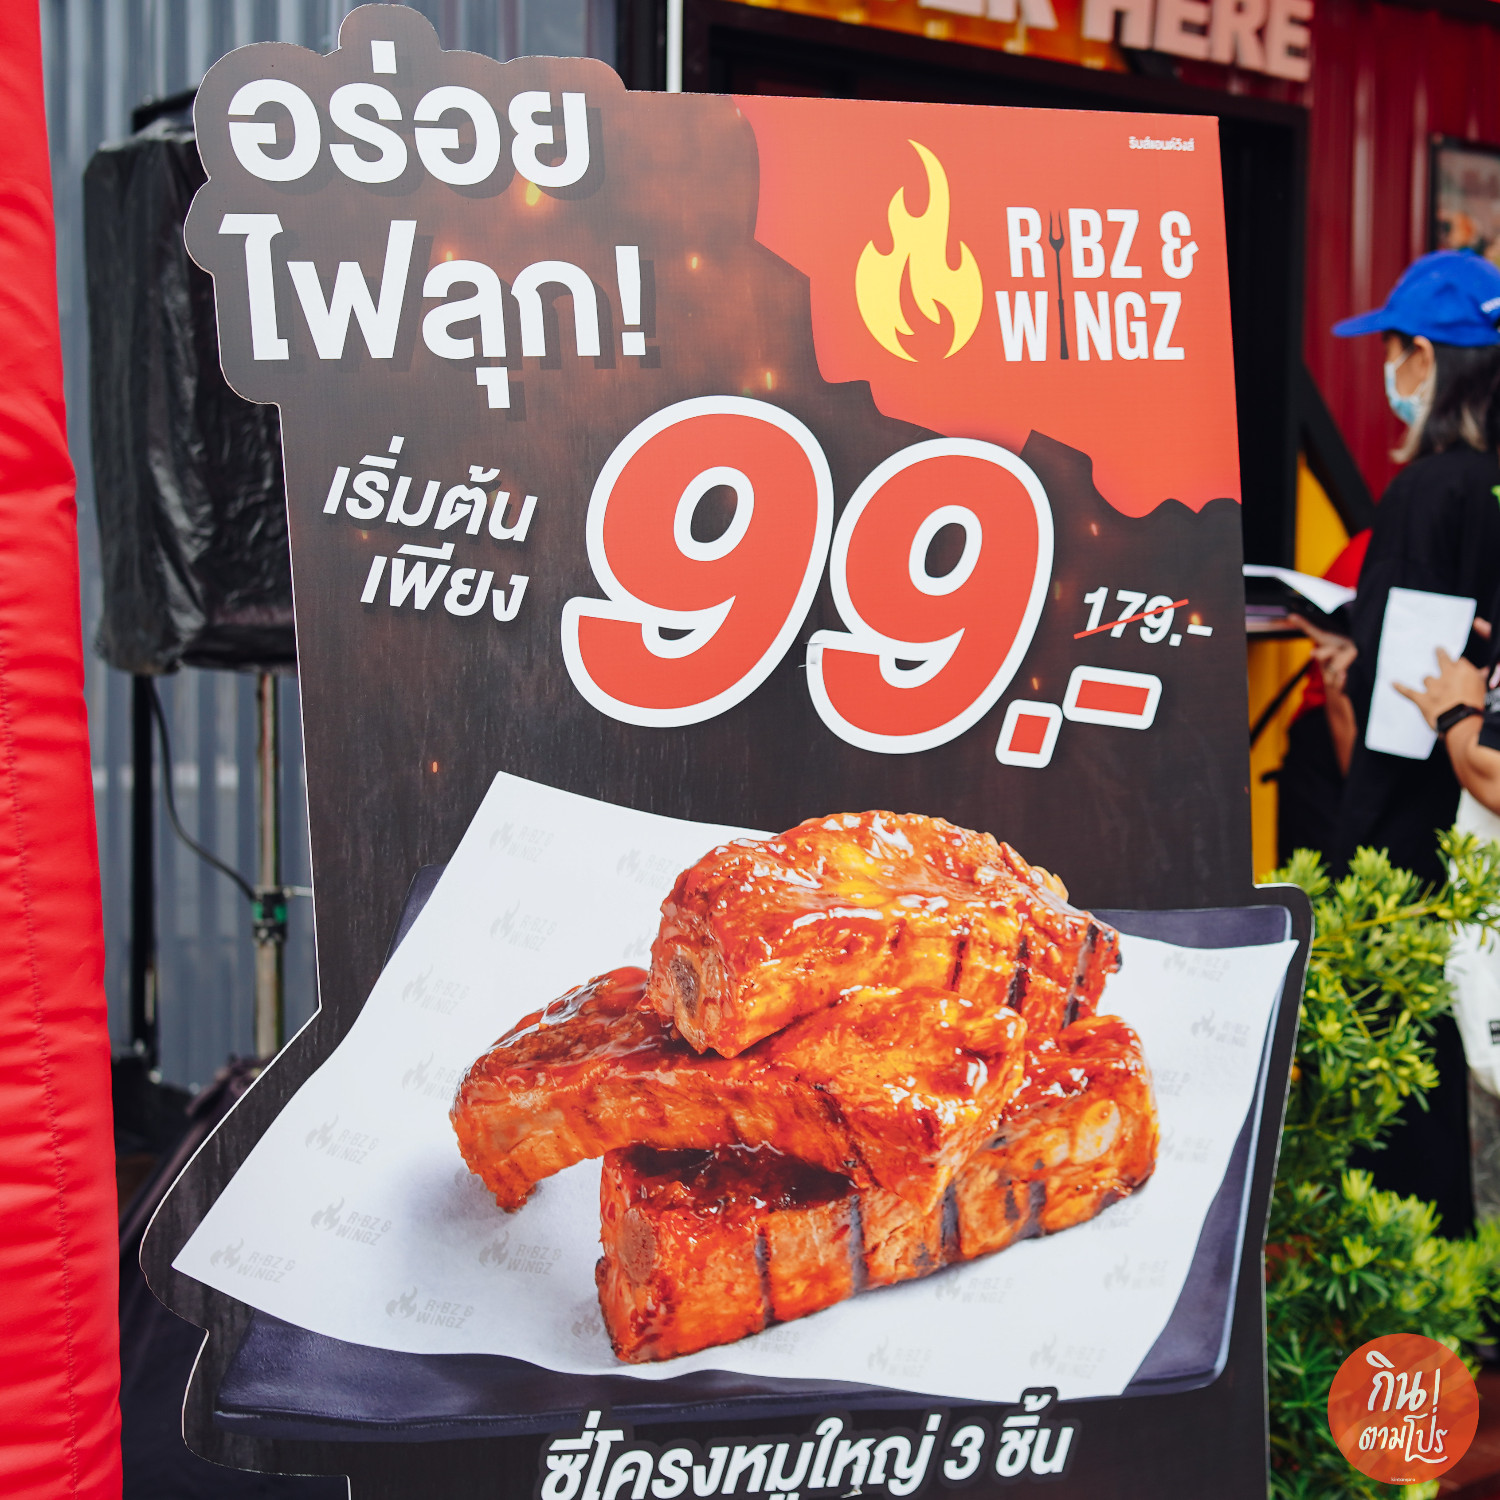 HERE
อร่อย
ไฟลุก!
ริบส์แอนด์วิงส์
RIBZ &
WINGZ
เริ่มต้น
เพียง
99.-
179.-
RIBZ &
WINGZ
ซี่โครงหมูใหญ่ 3 ชิ้น
กิน!
ตามโปร